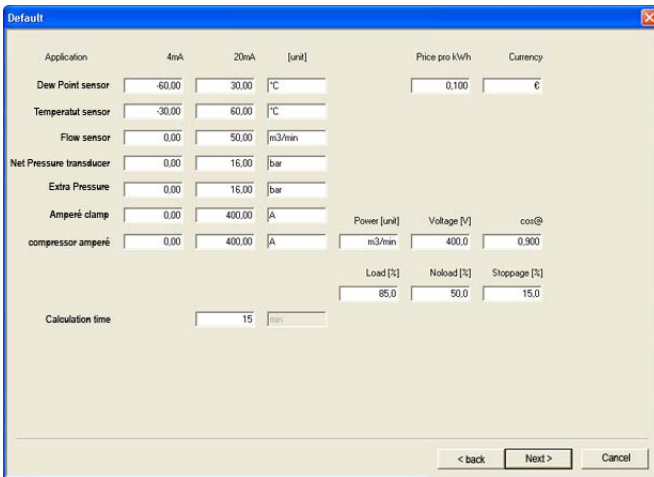 Default
Application 4mA 20mA [unit] Price pro kWh Currency
Dew Point sensor -60,00 30,00 °C 0,100 €
Temperatut sensor -30,00 60,00 °C
Flow sensor 0,00 50,00 m3/min
Net Pressure transducer 0,00 16,00 bar
Extra Pressure 0,00 16,00 bar
Amperé clamp 0,00 400,00 A Power [unit] Voltage [V] cos@
compressor amperé 0,00 400,00 A m3/min 400,0 0,900
Load [%] Noload [%] Stoppage [%]
85,0 50,0 15,0
Calculation time 15 min
< back Next > Cancel